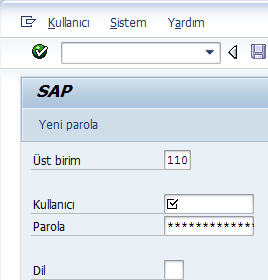 Kullanıcı Sistem Yardım
SAP
Yeni parola
Üst birim 110
Kullanıcı
Parola *************
Dil